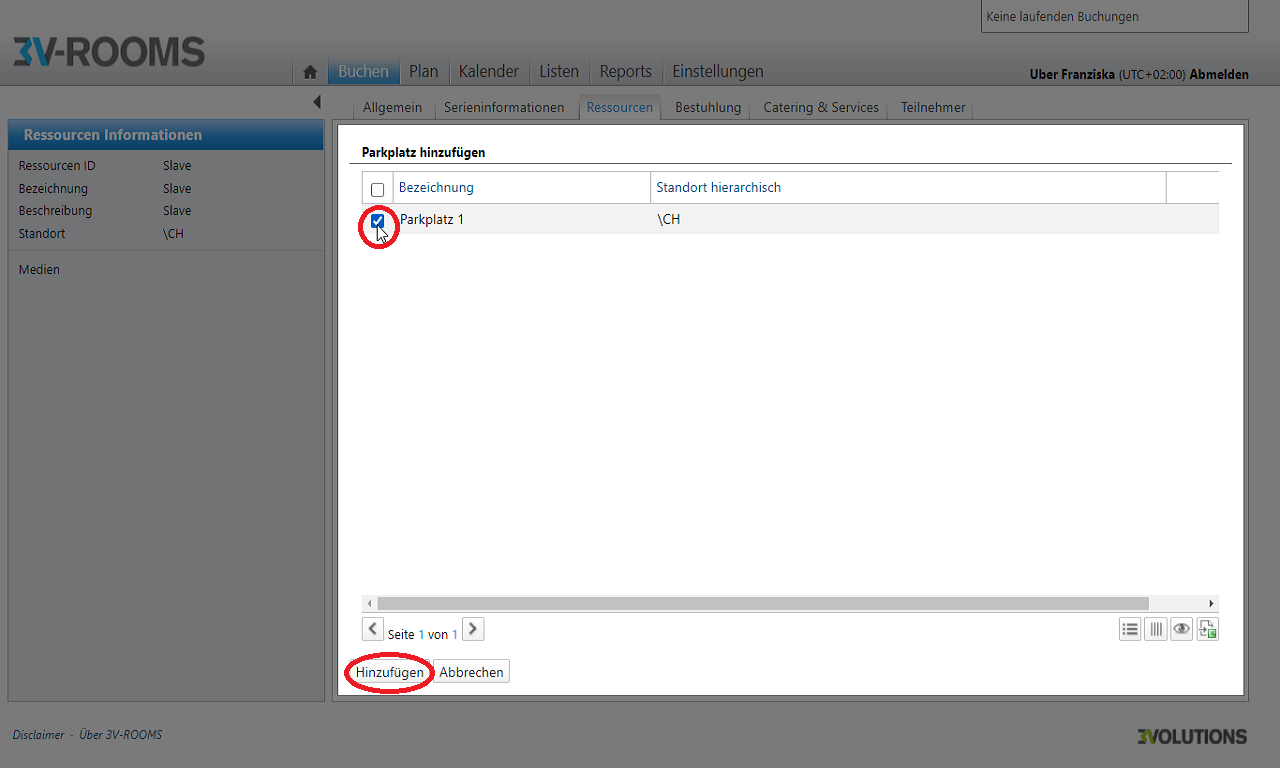 Keine laufenden Buchungen
3V-ROOMS
Buchen Plan Kalender Listen Reports Einstellungen
Uber Franziska (UTC+02:00) Abmelden
Allgemein Serieninformationen Ressourcen Bestuhlung Catering & Services Teilnehmer
Ressourcen Informationen
Ressourcen ID Slave
Bezeichnung Slave
Beschreibung Slave
Standort \CH
Medien
Parkplatz hinzufügen
Bezeichnung Standort hierarchisch
Parkplatz 1 \CH
Seite 1 von 1
Hinzufügen Abbrechen
Disclaimer - Über 3V-ROOMS
3VOLUTIONS